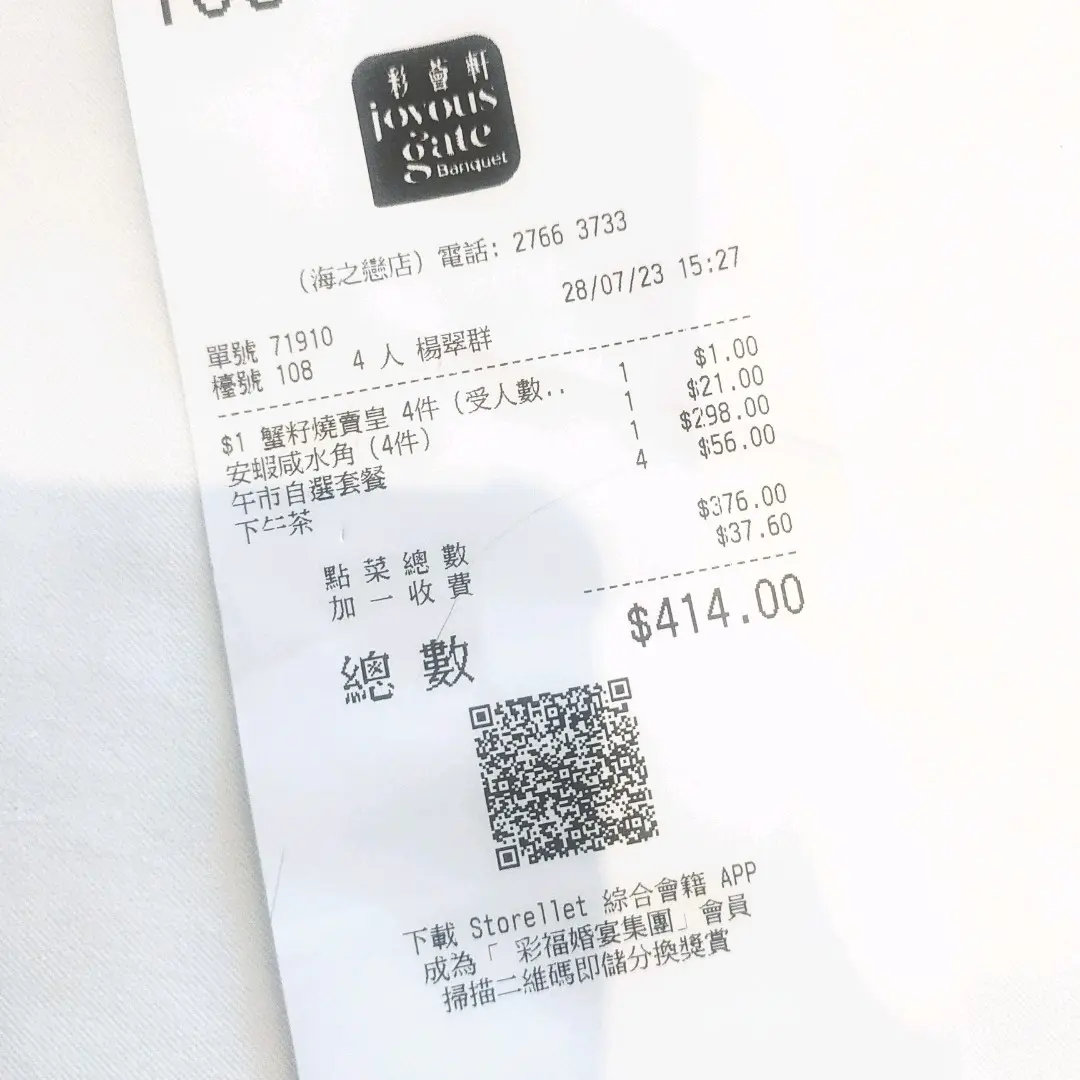 彩薈軒
joyous
gate
Banquet
(海之戀店) 電話: 2766 3733
28/07/23 15:27
單號 71910
檯號 108 4 人 楊翠群
$1 蟹籽燒賣皇 4件 (受人數.. 1 $1.00
安蝦咸水角 (4件) 1 $21.00
午市自選套餐 1 $298.00
下午茶 4 $56.00
點菜總數 $376.00
加一收費 $37.60
總數 $414.00
下載 Storellet 綜合會籍 APP
成為「 彩福婚宴集團」會員
掃描二維碼即儲分換獎賞